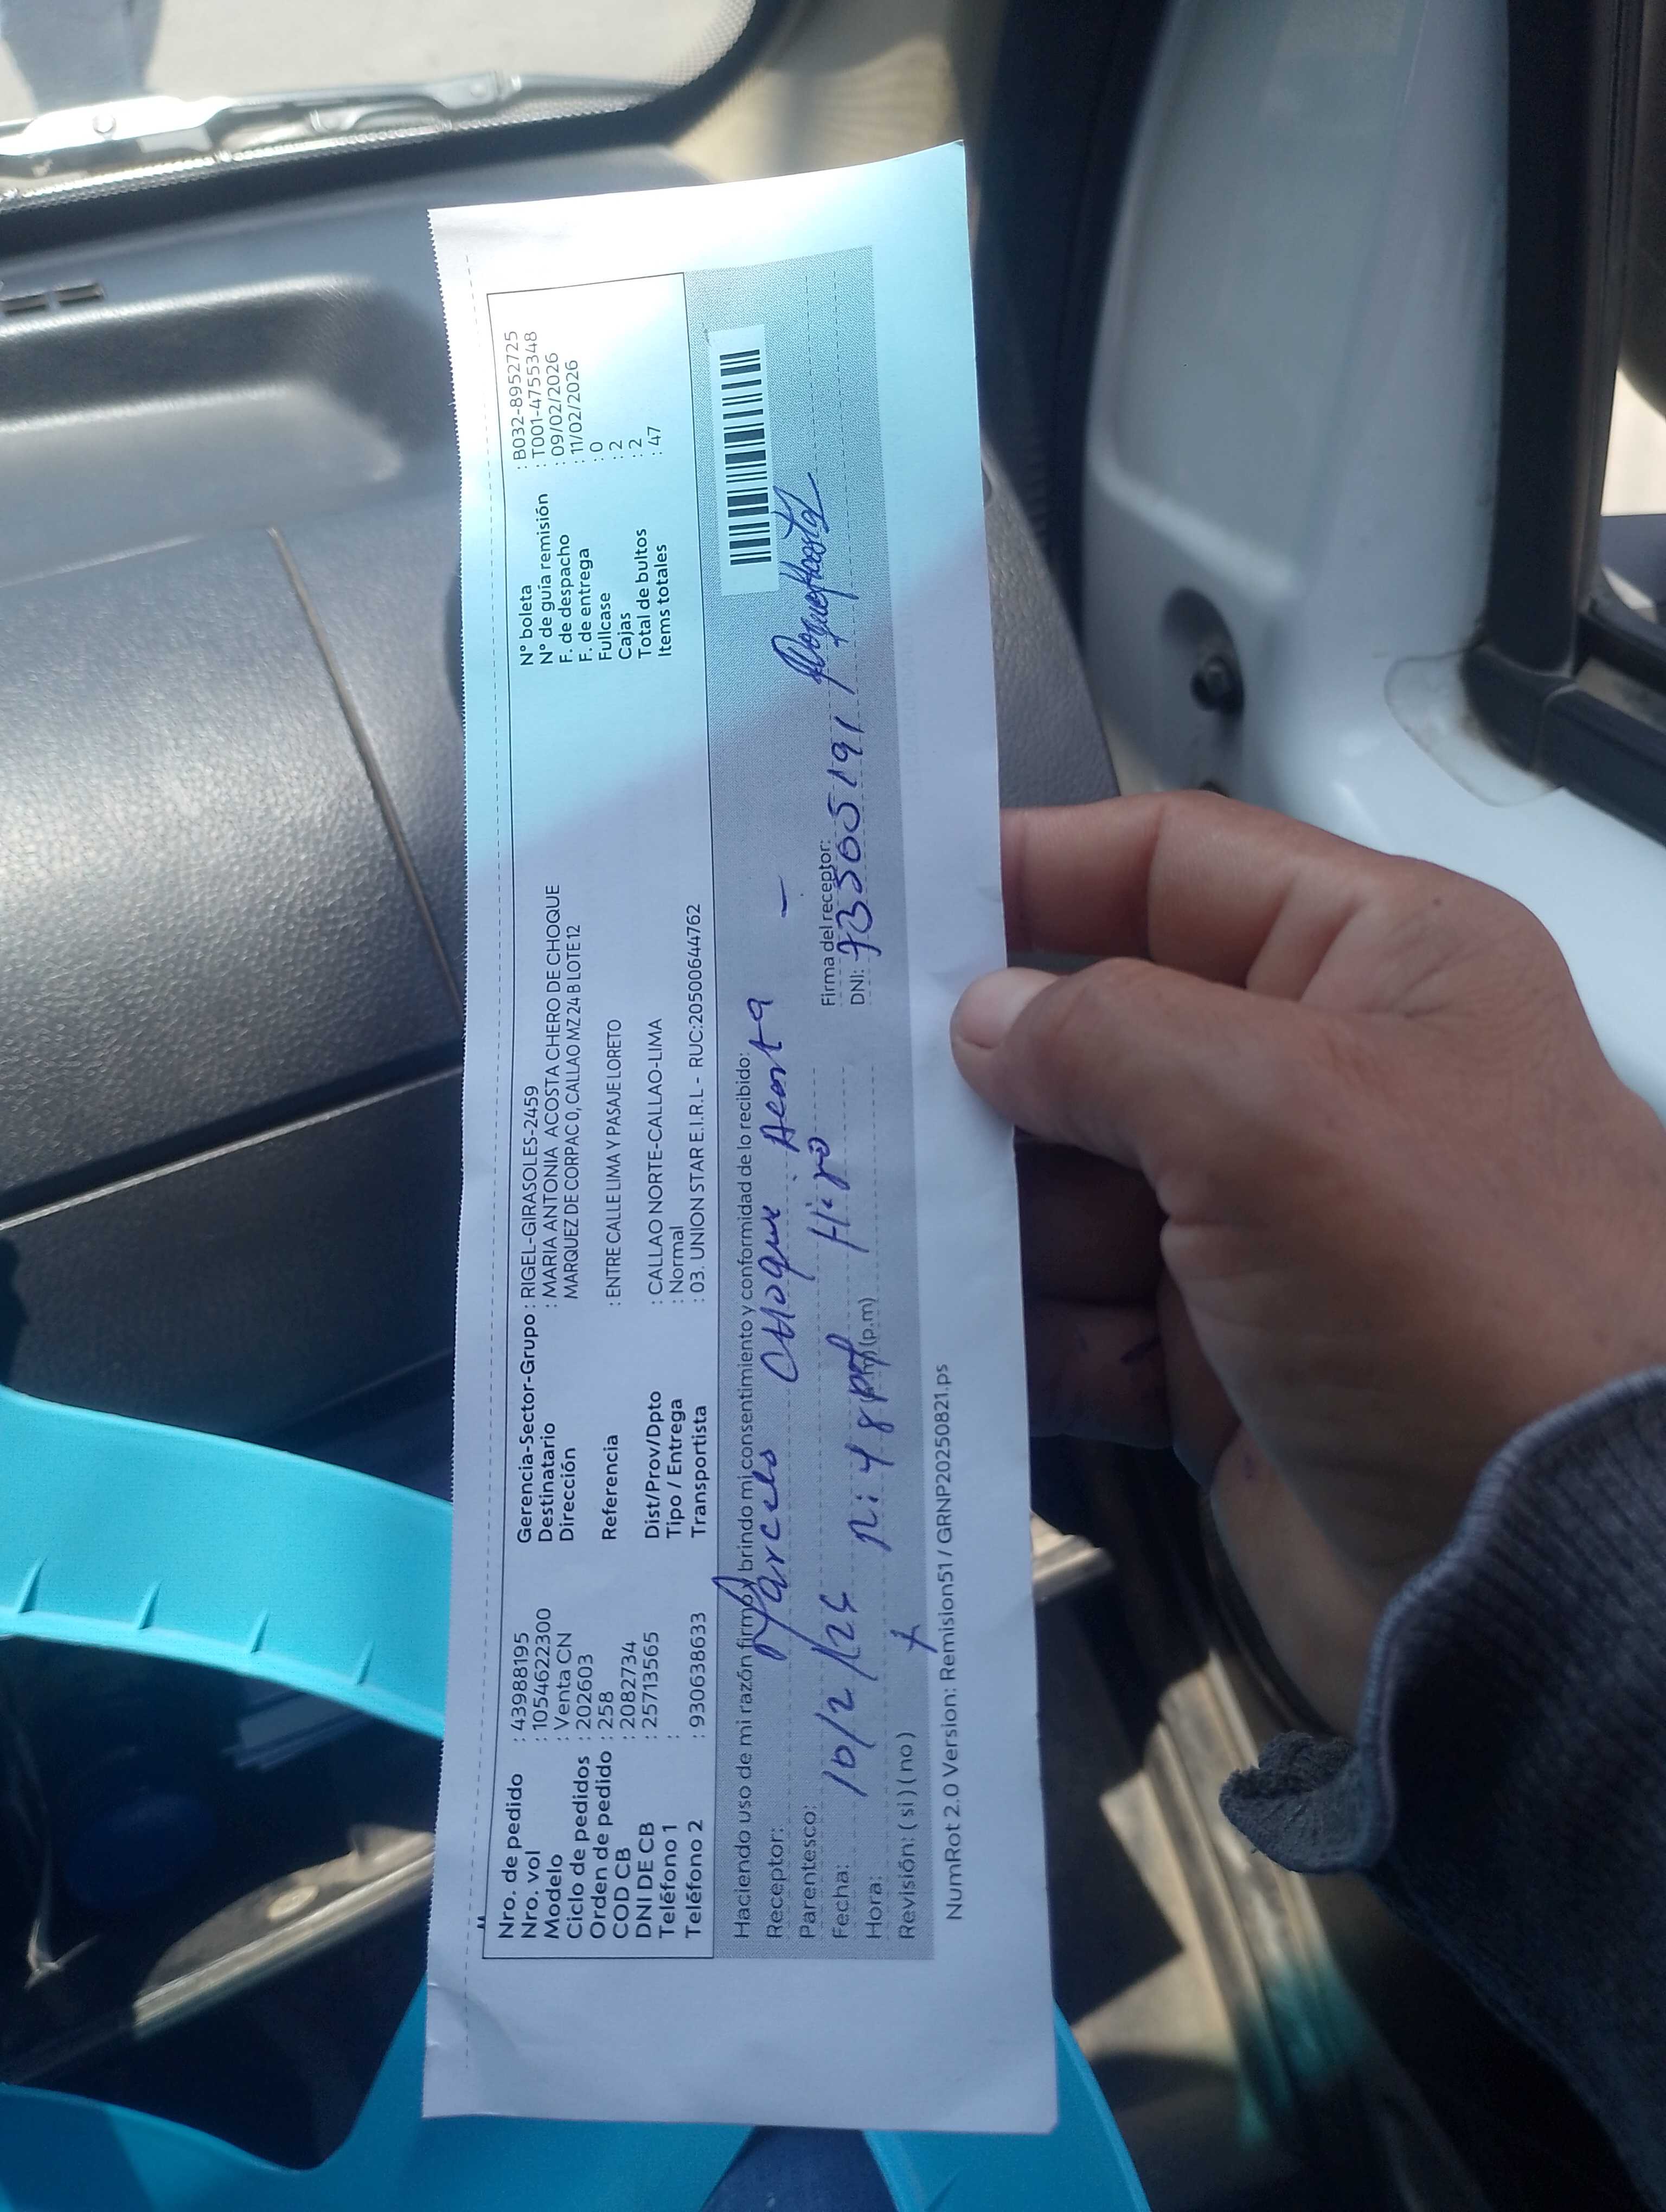 Nro. de pedido : 43988195
Nro. vol : 1054622300
Modelo : Venta CN
Ciclo de pedidos : 202603
Orden de pedido : 258
COD CB : 2082734
DNI DE CB : 25713565
Teléfono 1 :
Teléfono 2 : 930638633
Gerencia-Sector-Grupo : RIGEL-GIRASOLES-2459
Destinatario : MARIA ANTONIA ACOSTA CHERO DE CHOQUE
Dirección MARQUEZ DE CORPAC 0, CALLAO MZ 24 B LOTE 12
Referencia : ENTRE CALLE LIMA Y PASAJE LORETO
Dist/Prov/Dpto : CALLAO NORTE-CALLAO-LIMA
Tipo / Entrega : Normal
Transportista : 03. UNION STAR E.I.R.L - RUC:20500644762
N° boleta : B032-8952725
N° de guía remisión : T001-4755348
F. de despacho : 09/02/2026
F. de entrega : 11/02/2026
Fullcase : 0
Cajas : 2
Total de bultos : 2
Items totales : 47
Haciendo uso de mi razón firmo y brindo mi consentimiento y conformidad de lo recibido:
Receptor: CHoque Acosta
Parentesco:
Fecha: 10/2/26
Hora: (p.m)
Revisión: ( si ) ( no )
Firma del receptor:
DNI: 73505191
NumRot 2.0 Version: Remision51 / GRNP20250821.ps